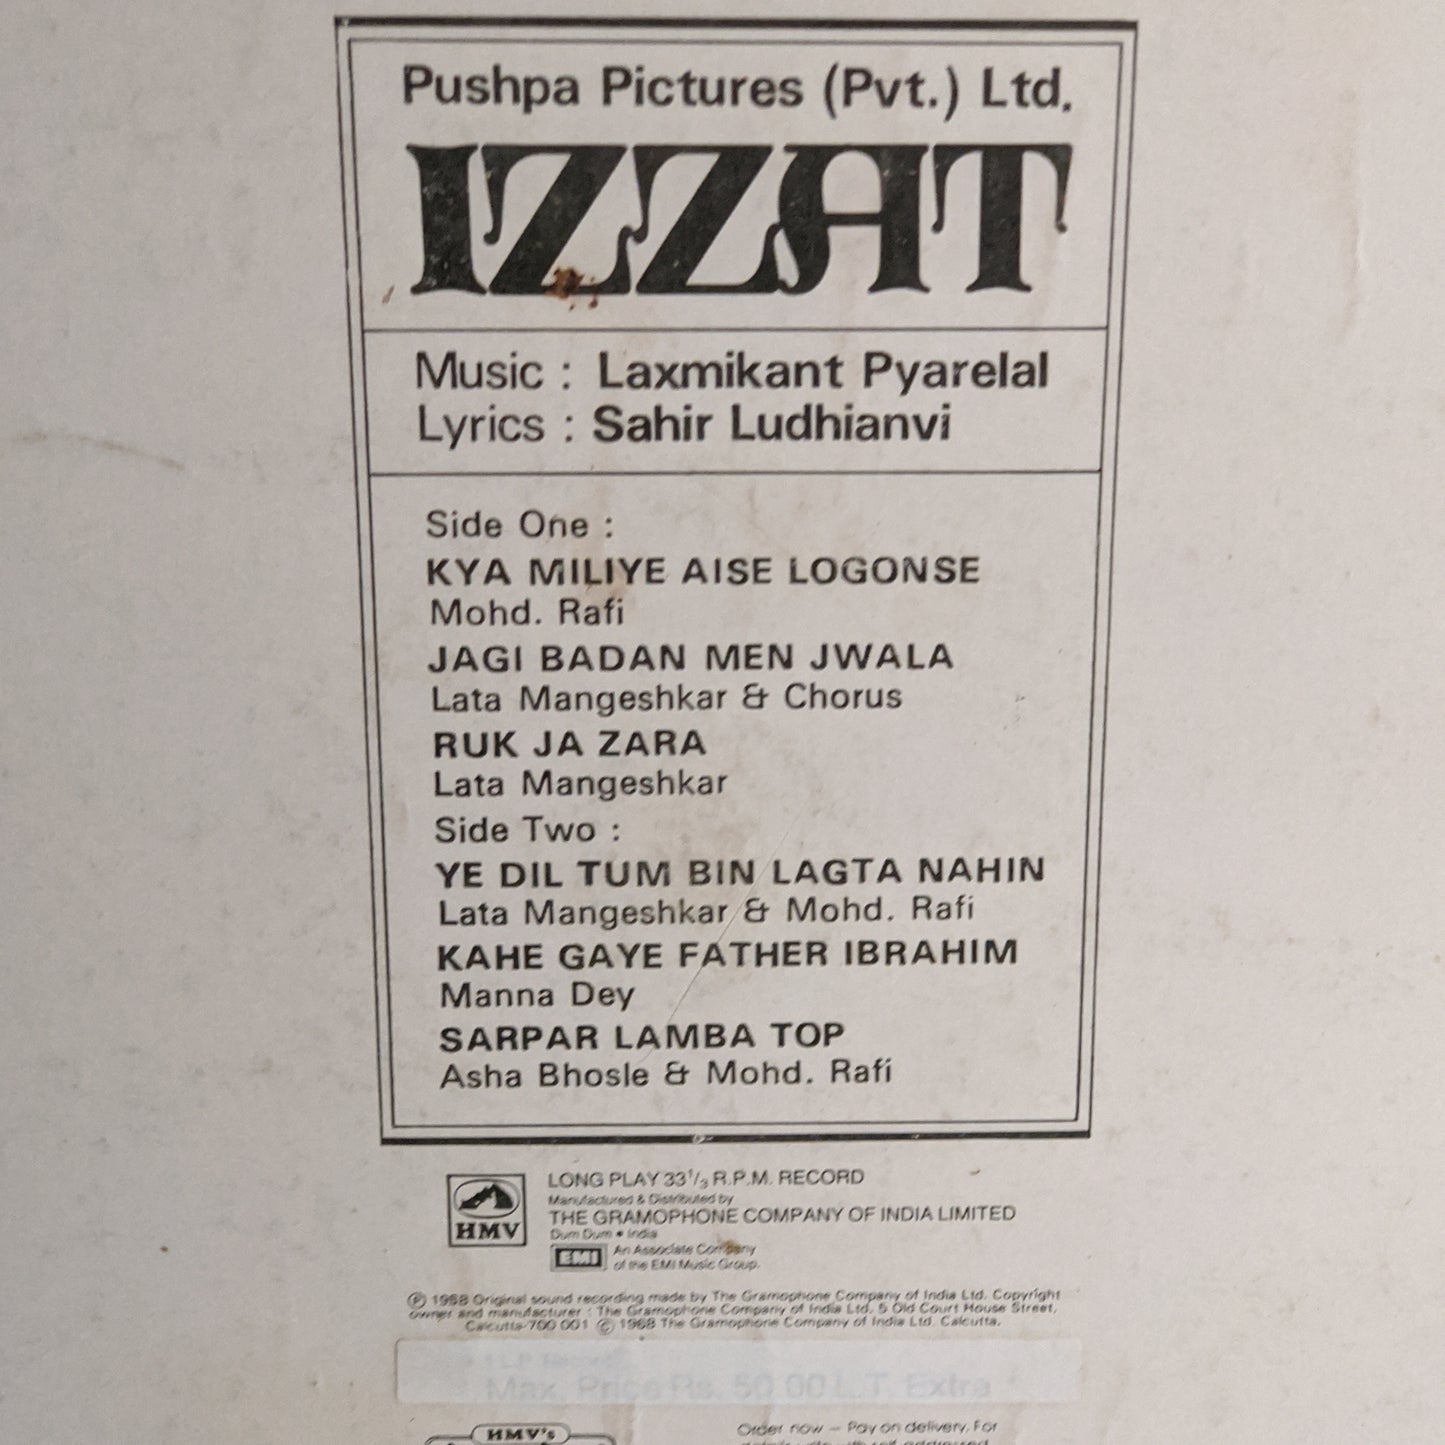 Pushpa Pictures (Pvt.) Ltd.
IZZAT
Music : Laxmikant Pyarelal
Lyrics : Sahir Ludhianvi
Side One :
KYA MILIYE AISE LOGONSE
Mohd. Rafi
JAGI BADAN MEN JWALA
Lata Mangeshkar & Chorus
RUK JA ZARA
Lata Mangeshkar
Side Two :
YE DIL TUM BIN LAGTA NAHIN
Lata Mangeshkar & Mohd. Rafi
KAHE GAYE FATHER IBRAHIM
Manna Dey
SARPAR LAMBA TOP
Asha Bhosle & Mohd. Rafi
HMV
LONG PLAY 33 1/3 R.P.M. RECORD
Manufactured & Distributed by
THE GRAMOPHONE COMPANY OF INDIA LIMITED
Dum Dum • India
EMI
An Associate Company
of the EMI Music Group.
℗ 1968 Original sound recording made by The Gramophone Company of India Ltd. Copyright
owner and manufacturer : The Gramophone Company of India Ltd. 5 Old Court House Street,
Calcutta-700 001 © 1968 The Gramophone Company of India Ltd. Calcutta.
Max. Price Rs. 50.00 L.T. Extra
HMV's
Order now – Pay on delivery. For